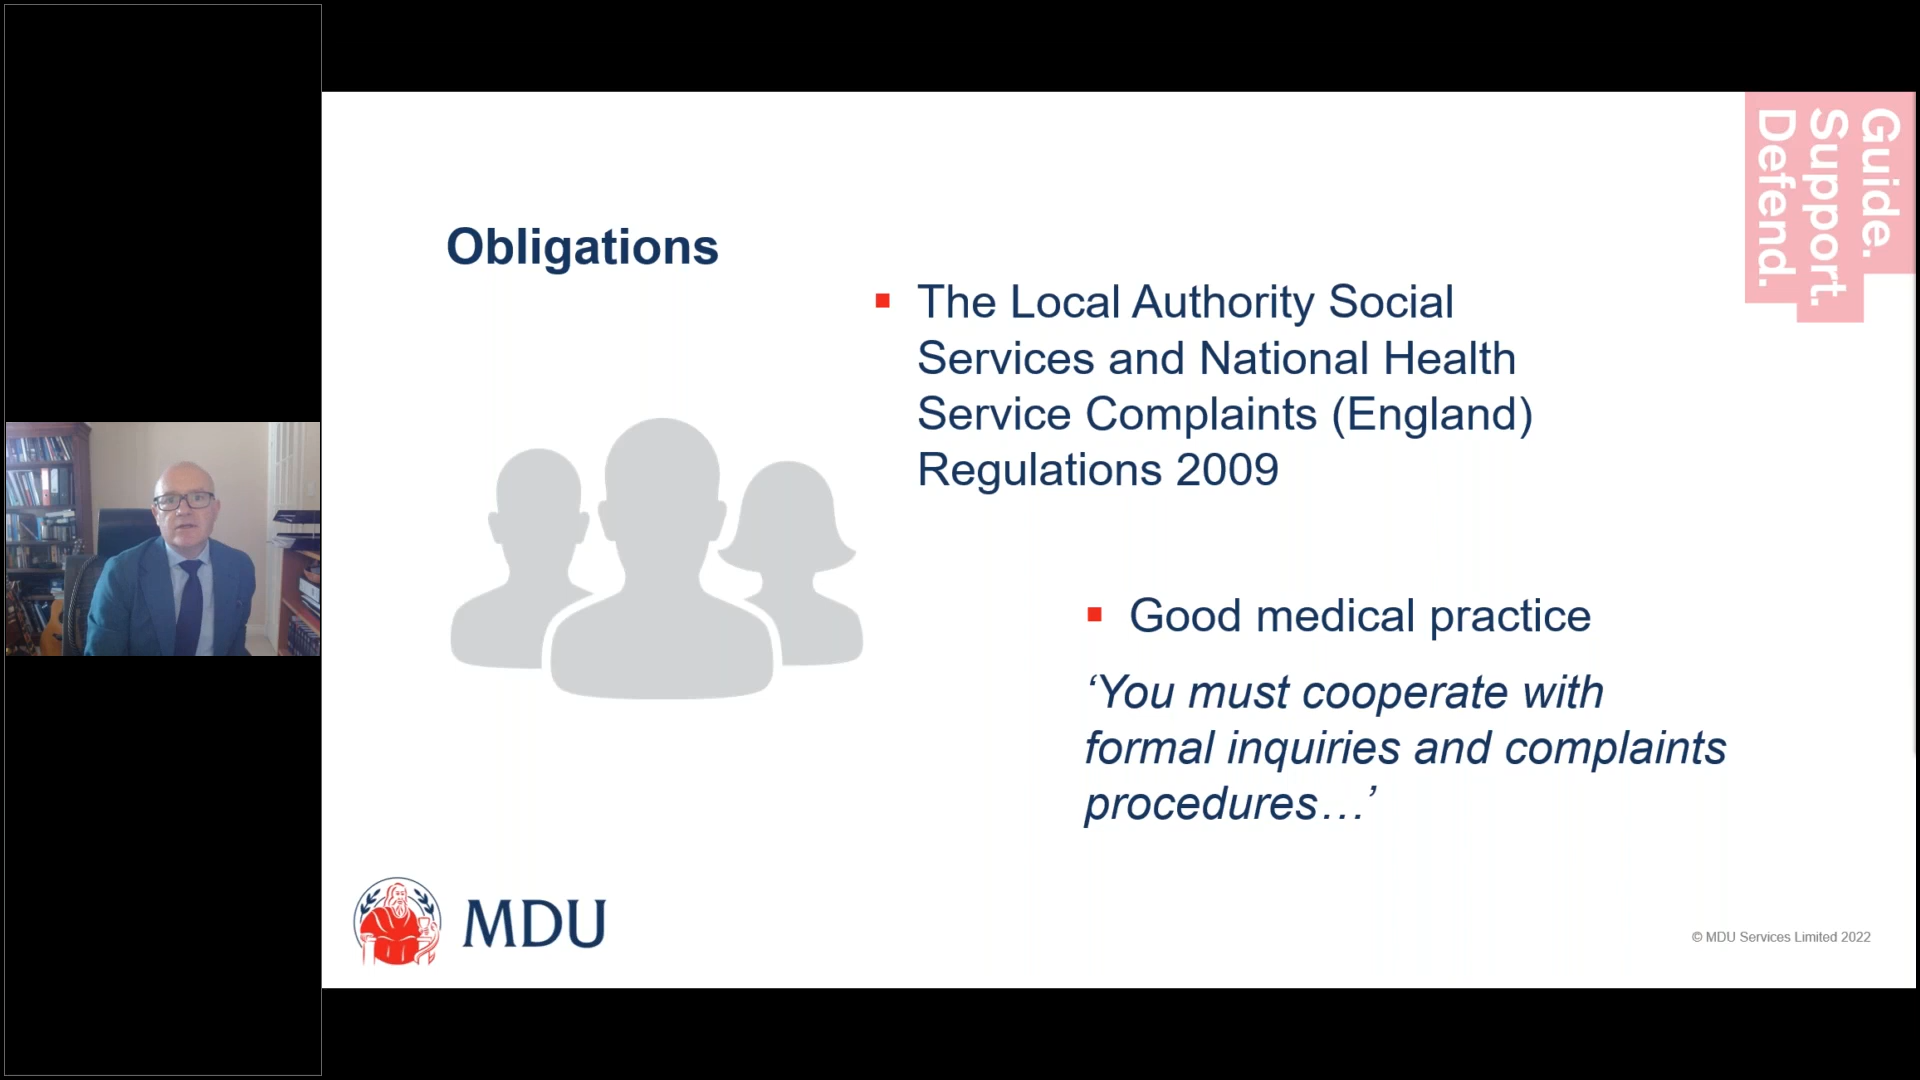 Guide.
Support.
Defend.
Obligations
The Local Authority Social
Services and National Health
Service Complaints (England)
Regulations 2009
Good medical practice
‘You must cooperate with
formal inquiries and complaints
procedures…’
MDU
© MDU Services Limited 2022